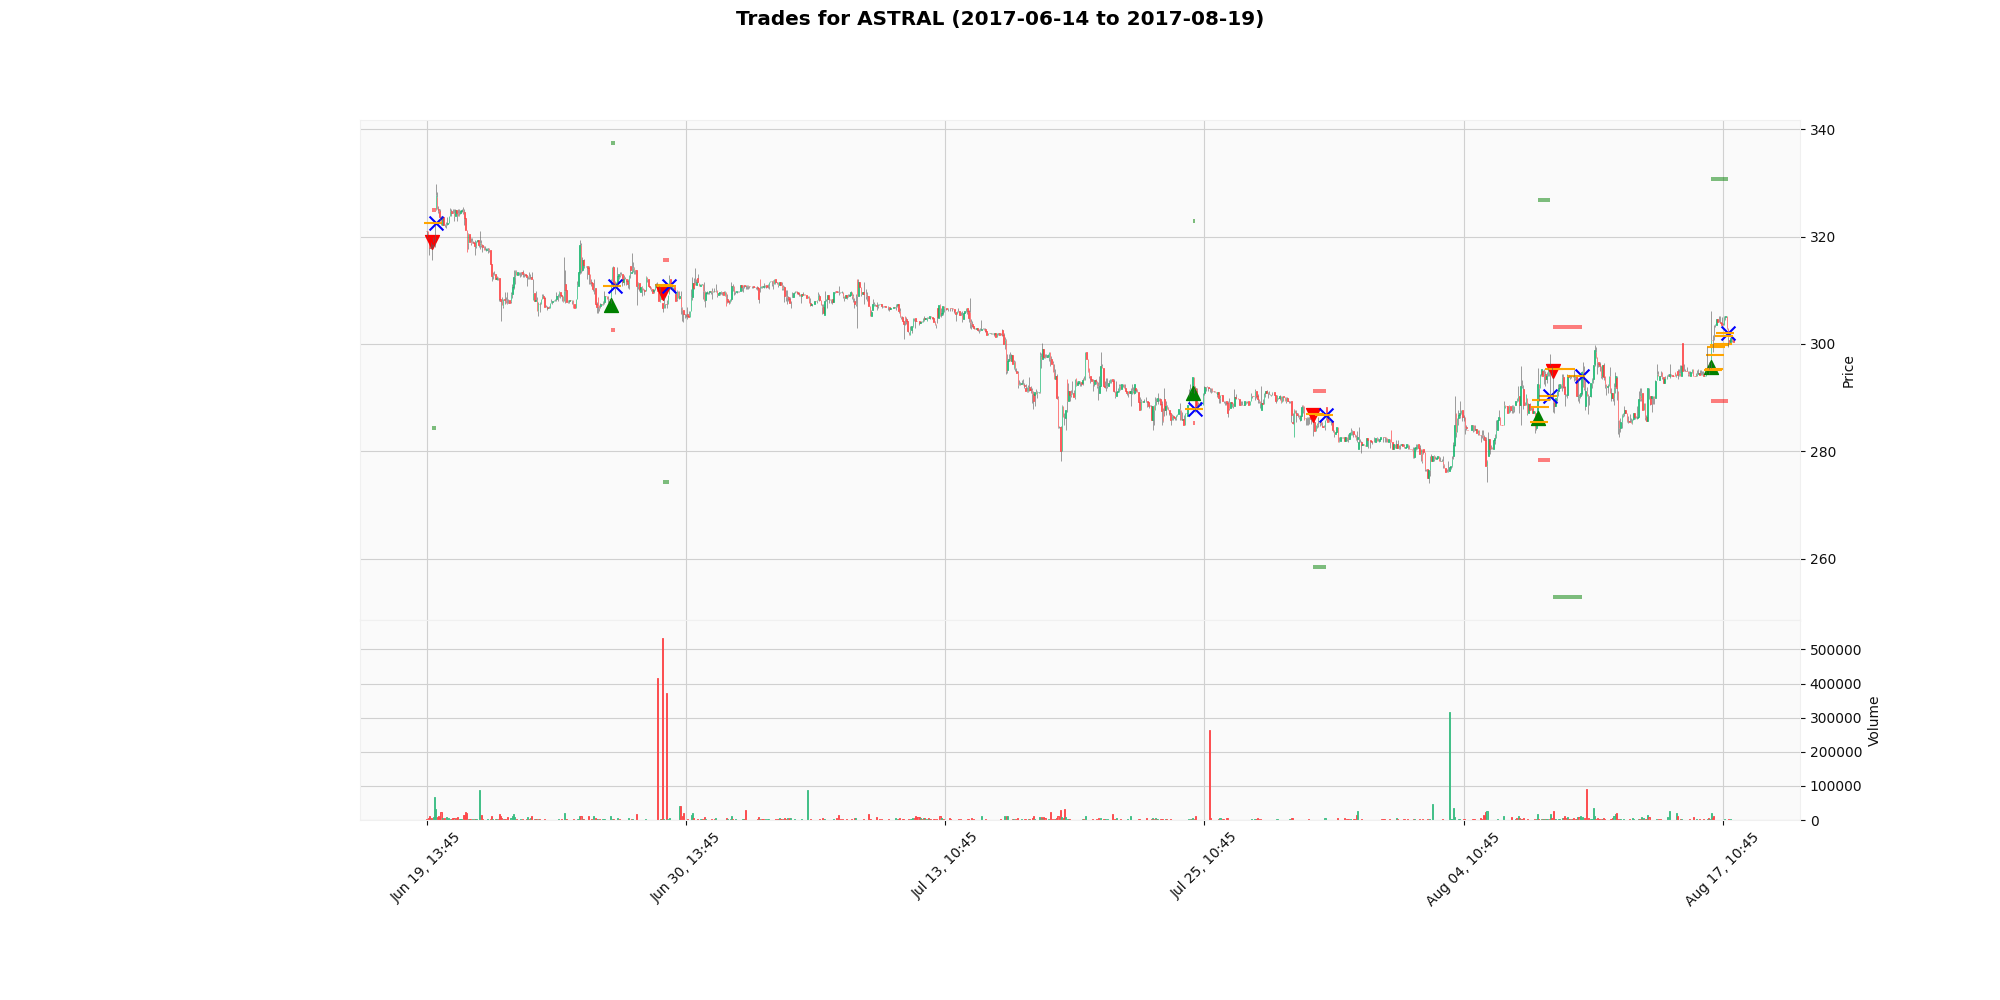 Trades for ASTRAL (2017-06-14 to 2017-08-19)
340
320
300
280
260
Price
500000
400000
300000
200000
100000
0
Volume
Jun 19, 13:45
Jun 30, 13:45
Jul 13, 10:45
Jul 25, 10:45
Aug 04, 10:45
Aug 17, 10:45